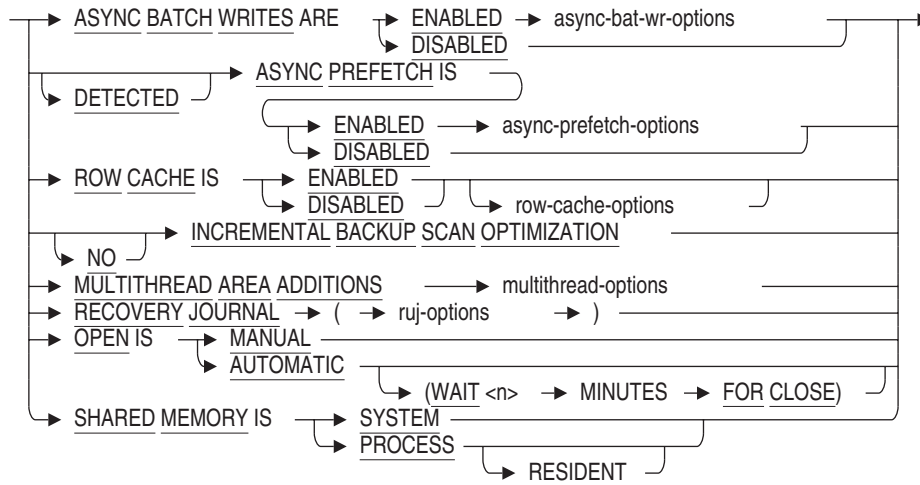 ASYNC BATCH WRITES ARE ENABLED async-bat-wr-options
DISABLED
ASYNC PREFETCH IS
DETECTED
ENABLED async-prefetch-options
DISABLED
ROW CACHE IS ENABLED
DISABLED row-cache-options
INCREMENTAL BACKUP SCAN OPTIMIZATION
NO
MULTITHREAD AREA ADDITIONS multithread-options
RECOVERY JOURNAL ( ruj-options )
OPEN IS MANUAL
AUTOMATIC
(WAIT <n> MINUTES FOR CLOSE)
SHARED MEMORY IS SYSTEM
PROCESS
RESIDENT